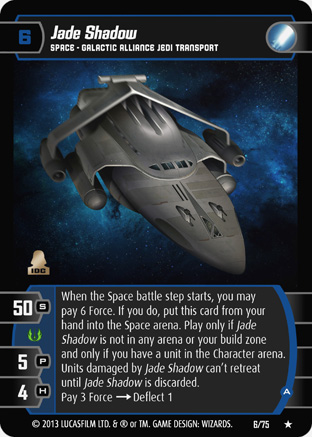 6
Jade Shadow
SPACE - GALACTIC ALLIANCE JEDI TRANSPORT
IDC
50 S
5 P
4 H
When the Space battle step starts, you may
pay 6 Force. If you do, put this card from your
hand into the Space arena. Play only if Jade
Shadow is not in any arena or your build zone
and only if you have a unit in the Character arena.
Units damaged by Jade Shadow can't retreat
until Jade Shadow is discarded.
Pay 3 Force → Deflect 1
A
© 2013 LUCASFILM LTD. & ® or TM. GAME DESIGN: WIZARDS. 6/75 ★